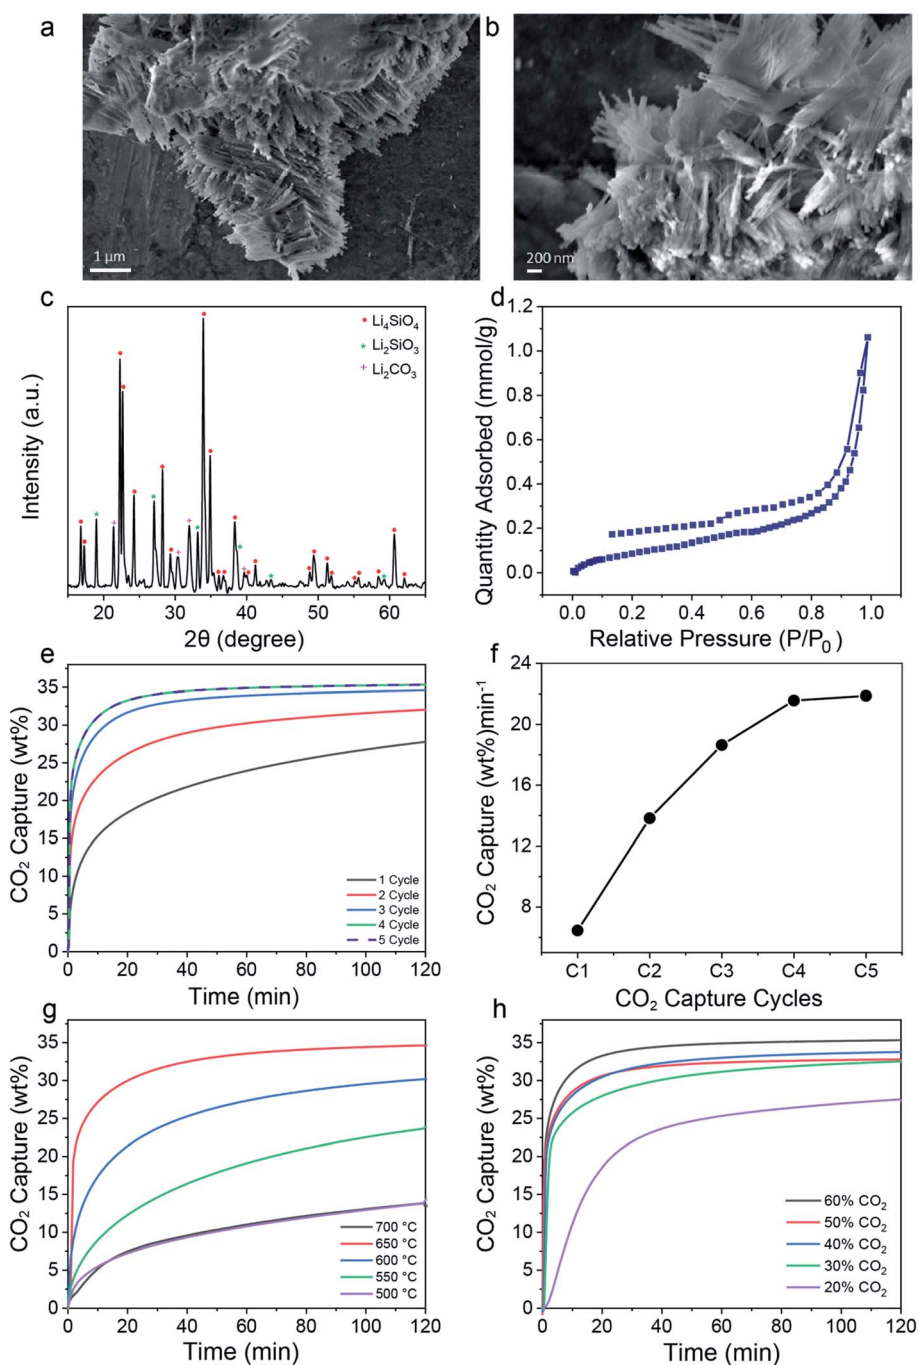 a
b
1 µm
200 nm
c
d
Li₄SiO₄
Li₂SiO₃
Li₂CO₃
Intensity (a.u.)
20
30
40
50
60
2θ (degree)
Quantity Adsorbed (mmol/g)
1.2
1.0
0.8
0.6
0.4
0.2
0.0
0.0
0.2
0.4
0.6
0.8
1.0
Relative Pressure (P/P₀)
e
CO₂ Capture (wt%)
35
30
25
20
15
10
5
0
1 Cycle
2 Cycle
3 Cycle
4 Cycle
5 Cycle
0
20
40
60
80
100
120
Time (min)
f
CO₂ Capture (wt%)min⁻¹
24
22
18
14
12
8
C1
C2
C3
C4
C5
CO₂ Capture Cycles
g
CO₂ Capture (wt%)
35
30
25
20
15
10
5
0
700 °C
650 °C
600 °C
550 °C
500 °C
0
20
40
60
80
100
120
Time (min)
h
CO₂ Capture (wt%)
35
30
25
20
15
10
5
0
60% CO₂
50% CO₂
40% CO₂
30% CO₂
20% CO₂
0
20
40
60
80
100
120
Time (min)